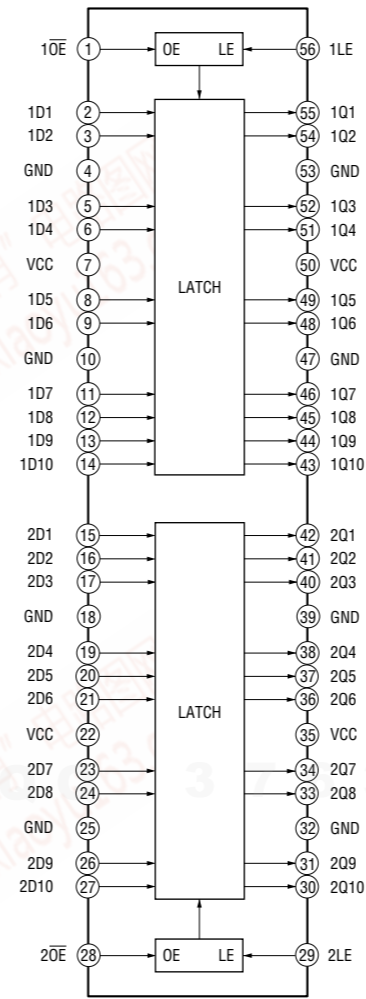 1O̅E̅ 1 OE LE 56 1LE
1D1 2 55 1Q1
1D2 3 54 1Q2
GND 4 53 GND
1D3 5 52 1Q3
1D4 6 51 1Q4
VCC 7 50 VCC
LATCH
1D5 8 49 1Q5
1D6 9 48 1Q6
GND 10 47 GND
1D7 11 46 1Q7
1D8 12 45 1Q8
1D9 13 44 1Q9
1D10 14 43 1Q10
2D1 15 42 2Q1
2D2 16 41 2Q2
2D3 17 40 2Q3
GND 18 39 GND
2D4 19 38 2Q4
2D5 20 37 2Q5
2D6 21 36 2Q6
LATCH
VCC 22 35 VCC
2D7 23 34 2Q7
2D8 24 33 2Q8
GND 25 32 GND
2D9 26 31 2Q9
2D10 27 30 2Q10
2O̅E̅ 28 OE LE 29 2LE